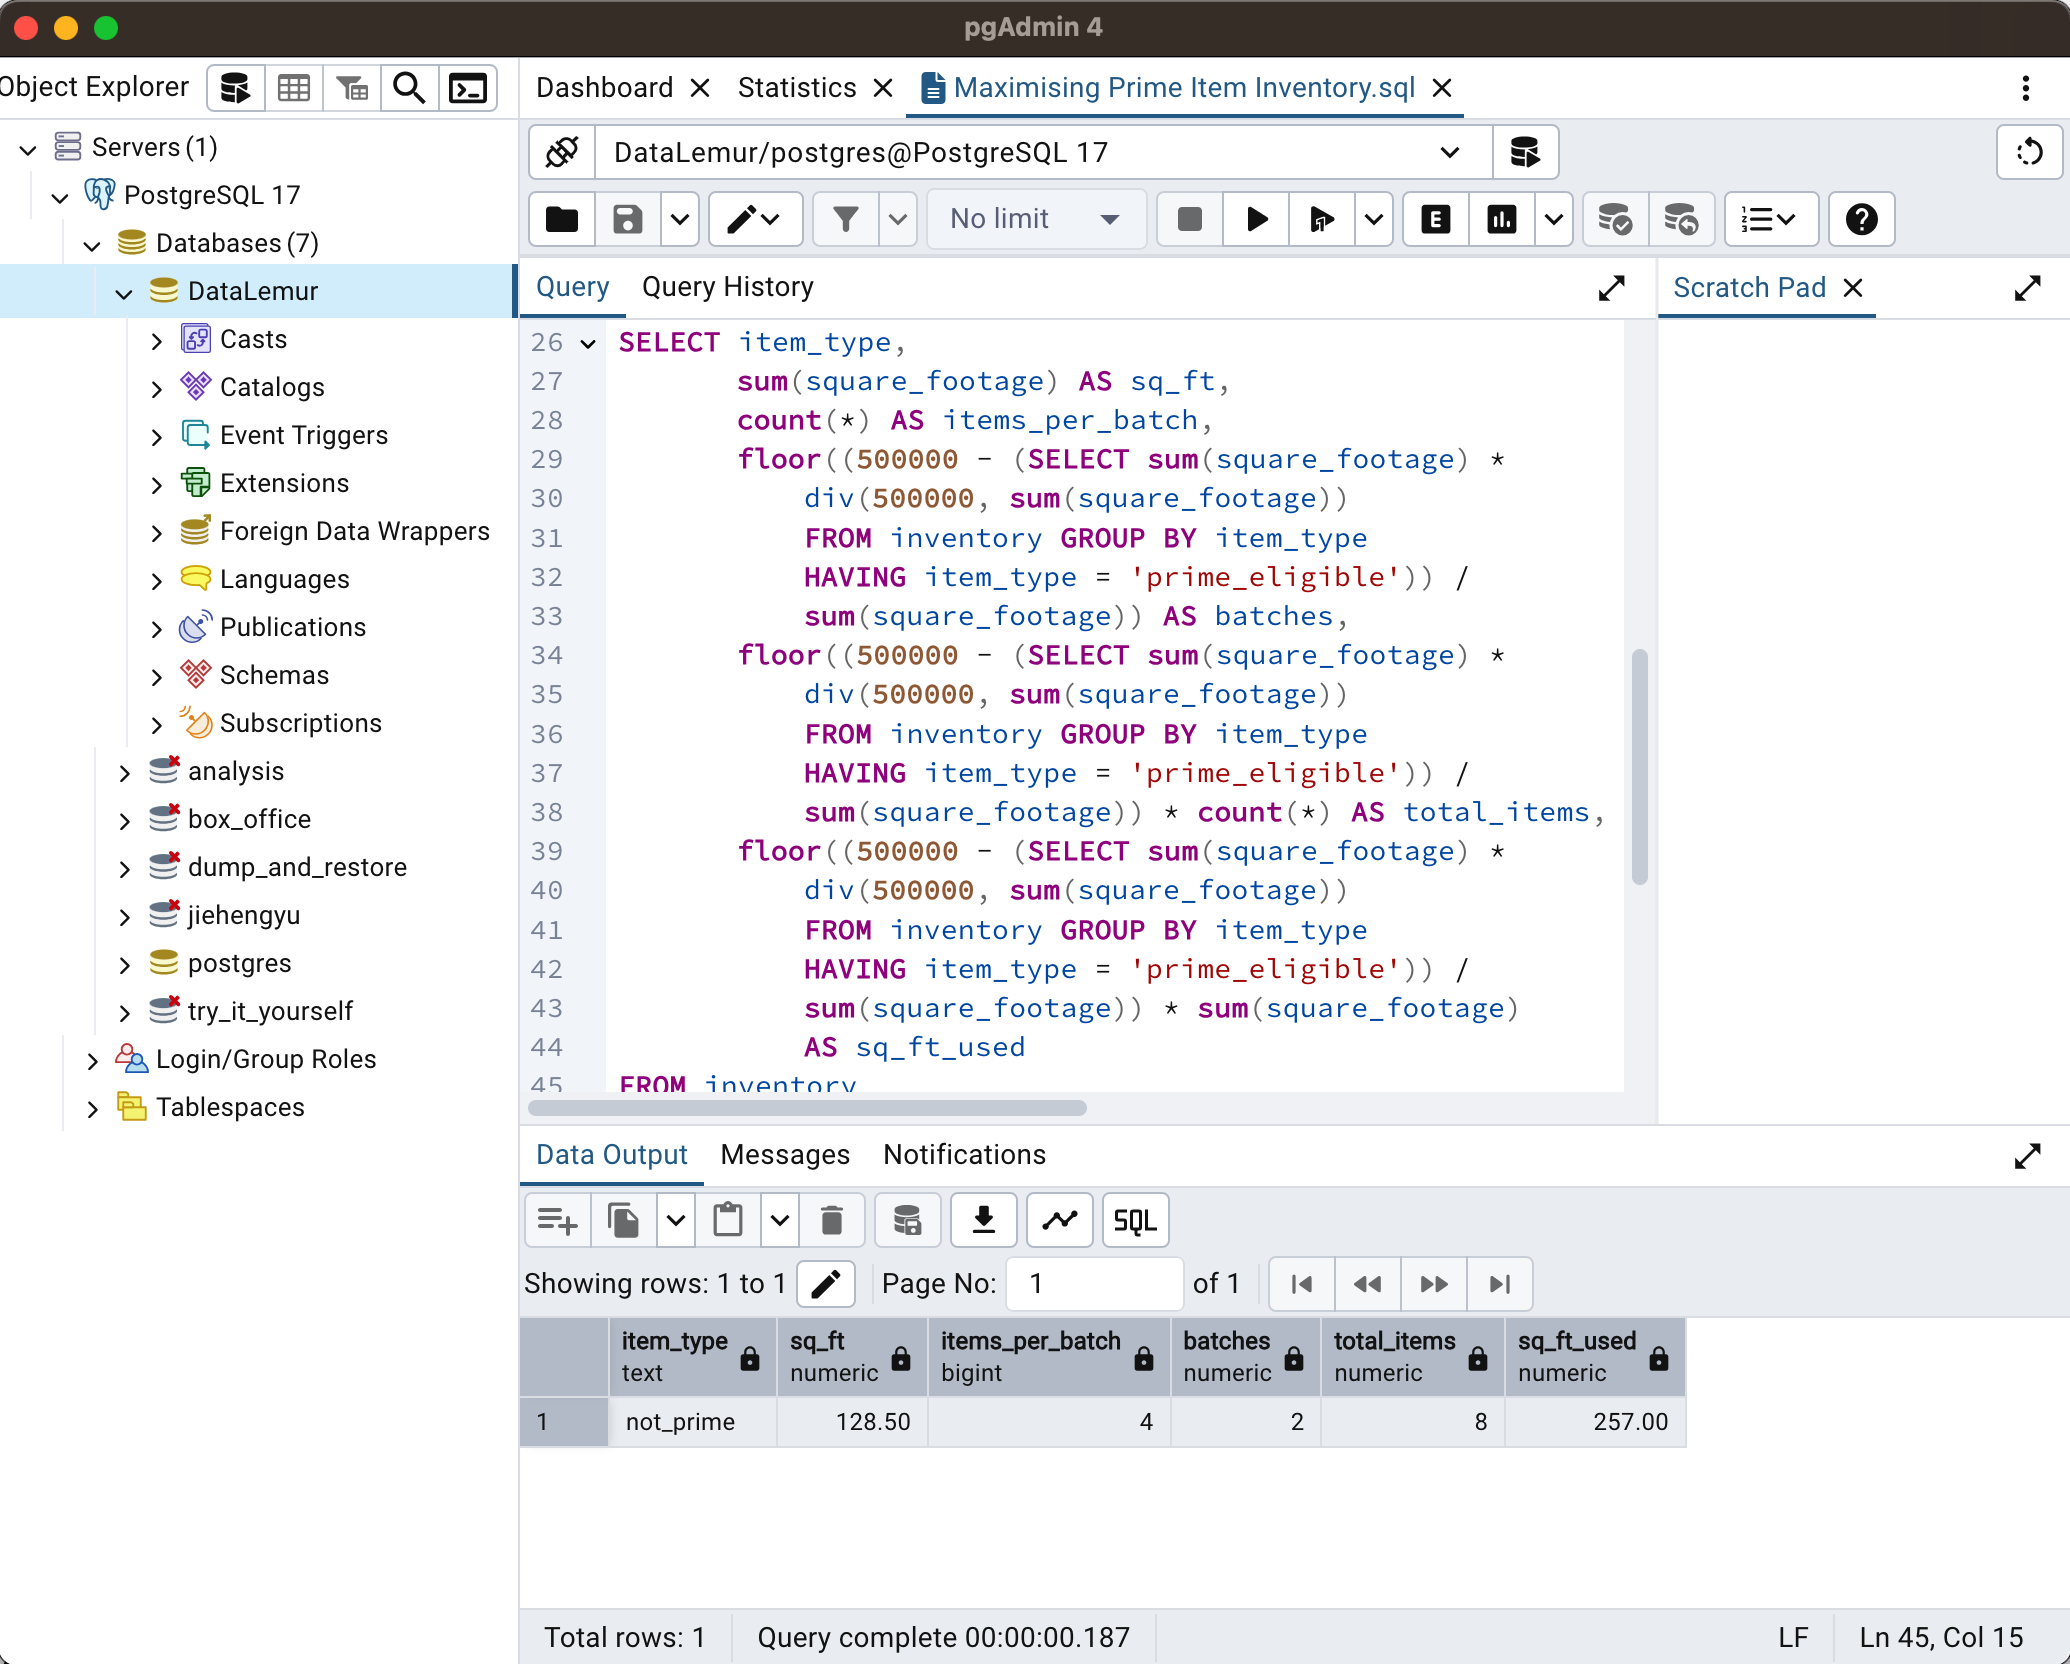 pgAdmin 4
Object Explorer
Dashboard
Statistics
Maximising Prime Item Inventory.sql
Servers (1)
PostgreSQL 17
Databases (7)
DataLemur
Casts
Catalogs
Event Triggers
Extensions
Foreign Data Wrappers
Languages
Publications
Schemas
Subscriptions
analysis
box_office
dump_and_restore
jiehengyu
postgres
try_it_yourself
Login/Group Roles
Tablespaces
DataLemur/postgres@PostgreSQL 17
No limit
Query
Query History
Scratch Pad
26 SELECT item_type,
27 sum(square_footage) AS sq_ft,
28 count(*) AS items_per_batch,
29 floor((500000 - (SELECT sum(square_footage) *
30 div(500000, sum(square_footage))
31 FROM inventory GROUP BY item_type
32 HAVING item_type = 'prime_eligible')) /
33 sum(square_footage)) AS batches,
34 floor((500000 - (SELECT sum(square_footage) *
35 div(500000, sum(square_footage))
36 FROM inventory GROUP BY item_type
37 HAVING item_type = 'prime_eligible')) /
38 sum(square_footage)) * count(*) AS total_items,
39 floor((500000 - (SELECT sum(square_footage) *
40 div(500000, sum(square_footage))
41 FROM inventory GROUP BY item_type
42 HAVING item_type = 'prime_eligible')) /
43 sum(square_footage)) * sum(square_footage)
44 AS sq_ft_used
45 FROM inventory
Data Output
Messages
Notifications
SQL
Showing rows: 1 to 1
Page No: 1 of 1
item_type text
sq_ft numeric
items_per_batch bigint
batches numeric
total_items numeric
sq_ft_used numeric
1 not_prime 128.50 4 2 8 257.00
Total rows: 1
Query complete 00:00:00.187
LF
Ln 45, Col 15